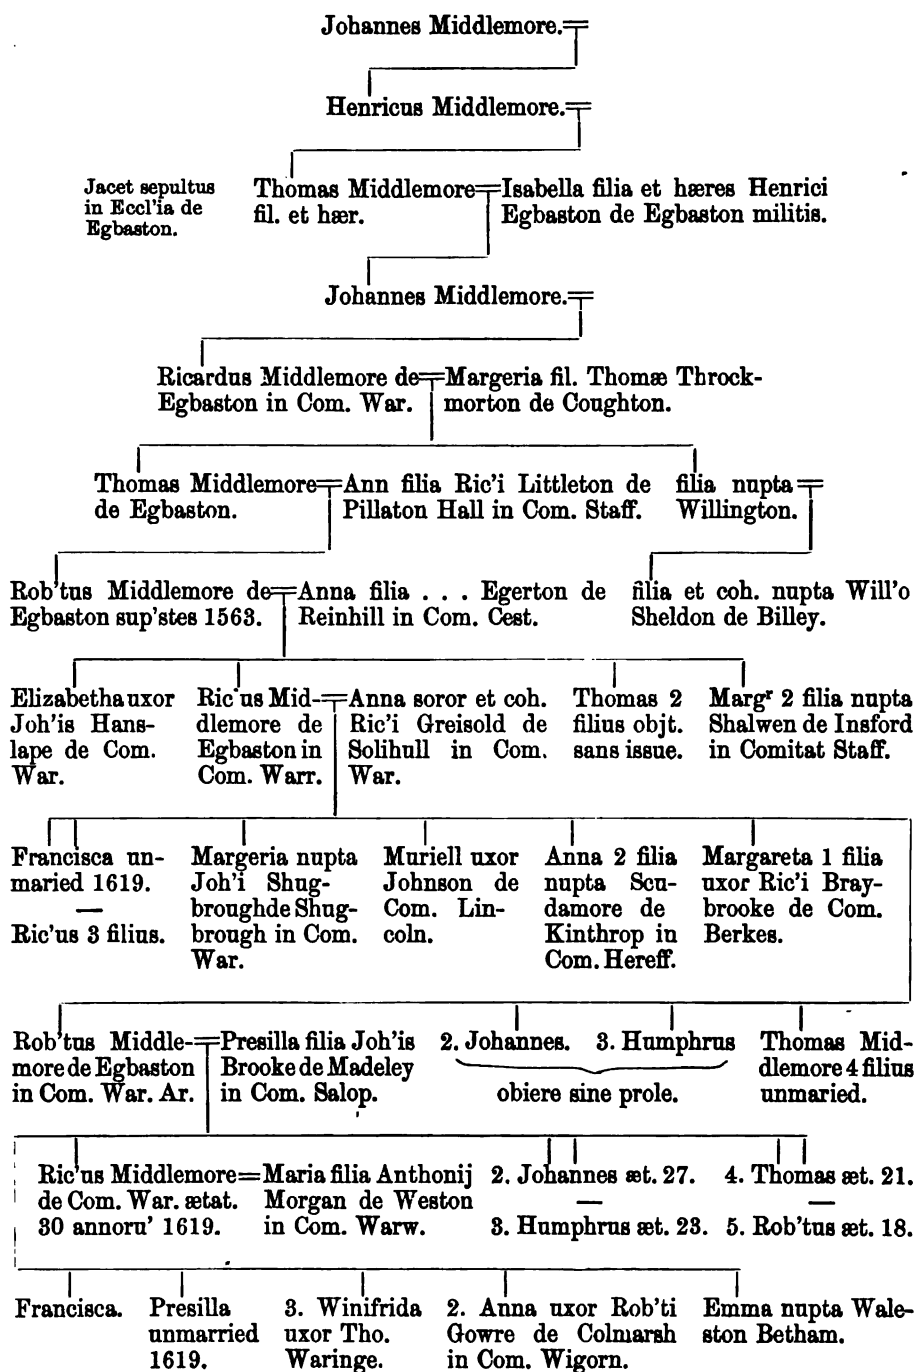 Johannes Middlemore.
Henricus Middlemore.
Jacet sepultus
in Eccl'ia de
Egbaston.
Thomas Middlemore
fil. et hær.
Isabella filia et hæres Henrici
Egbaston de Egbaston militis.
Johannes Middlemore.
Ricardus Middlemore de
Egbaston in Com. War.
Margeria fil. Thomæ Throck-
morton de Coughton.
Thomas Middlemore
de Egbaston.
Ann filia Ric'i Littleton de
Pillaton Hall in Com. Staff.
filia nupta
Willington.
Rob'tus Middlemore de
Egbaston sup'stes 1563.
Anna filia . . . Egerton de
Reinhill in Com. Cest.
filia et coh. nupta Will'o
Sheldon de Billey.
Elizabetha uxor
Joh'is Hans-
lape de Com.
War.
Ric'us Mid-
dlemore de
Egbaston in
Com. Warr.
Anna soror et coh.
Ric'i Greisold de
Solihull in Com.
War.
Thomas 2
filius objt.
sans issue.
Margr 2 filia nupta
Shalwen de Insford
in Comitat Staff.
Francisca un-
maried 1619.
—
Ric'us 3 filius.
Margeria nupta
Joh'i Shug-
broughde Shug-
brough in Com.
War.
Muriell uxor
Johnson de
Com. Lin-
coln.
Anna 2 filia
nupta Scu-
damore de
Kinthrop in
Com. Hereff.
Margareta 1 filia
uxor Ric'i Bray-
brooke de Com.
Berkes.
Rob'tus Middle-
more de Egbaston
in Com. War. Ar.
Presilla filia Joh'is
Brooke de Madeley
in Com. Salop.
2. Johannes. 3. Humphrus
obiere sine prole.
Thomas Mid-
dlemore 4 filius
unmaried.
Ric'us Middlemore
de Com. War. ætat.
30 annoru' 1619.
Maria filia Anthonij
Morgan de Weston
in Com. Warw.
2. Johannes æt. 27.
—
3. Humphrus æt. 23.
4. Thomas æt. 21.
—
5. Rob'tus æt. 18.
Francisca.
Presilla
unmarried
1619.
3. Winifrida
uxor Tho.
Waringe.
2. Anna uxor Rob'ti
Gowre de Colmarsh
in Com. Wigorn.
Emma nupta Wale-
ston Betham.